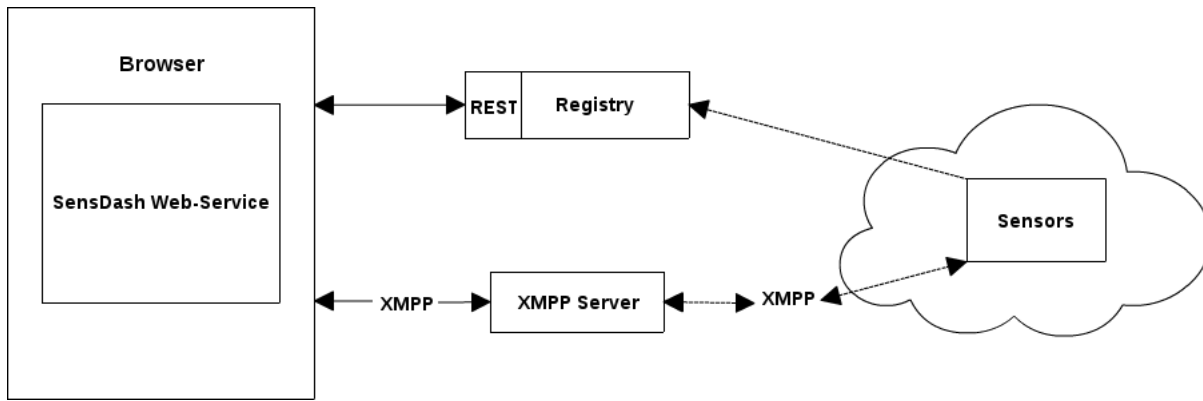 Browser
SensDash Web-Service
REST
Registry
Sensors
XMPP
XMPP Server
XMPP